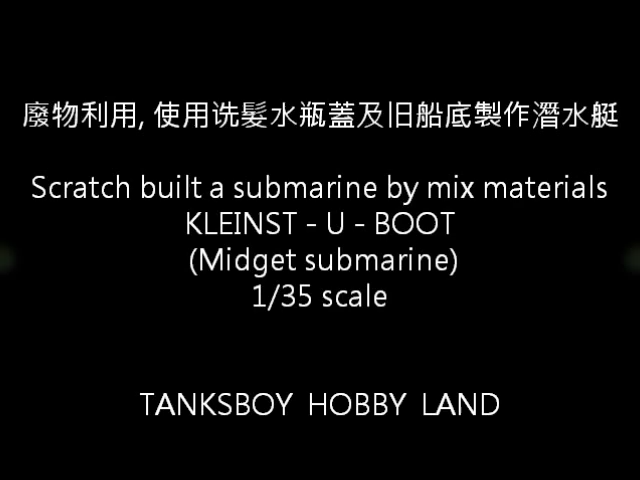 廢物利用, 使用诜髮水瓶蓋及旧船底製作潛水艇
Scratch built a submarine by mix materials
KLEINST - U - BOOT
(Midget submarine)
1/35 scale
TANKSBOY HOBBY LAND